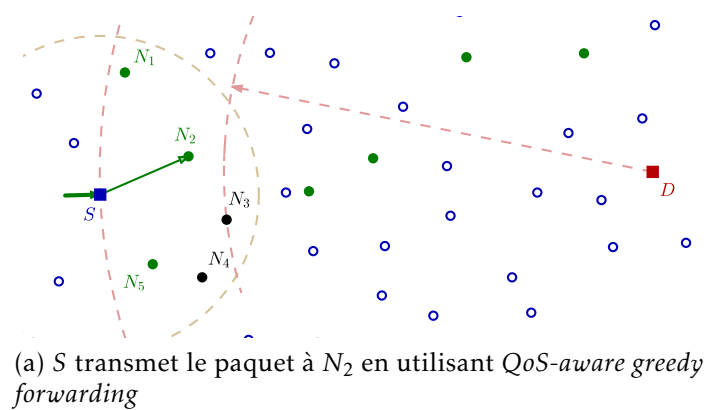 N₁
N₂
S
N₃
D
N₄
N₅
(a) S transmet le paquet à N₂ en utilisant QoS-aware greedy
forwarding